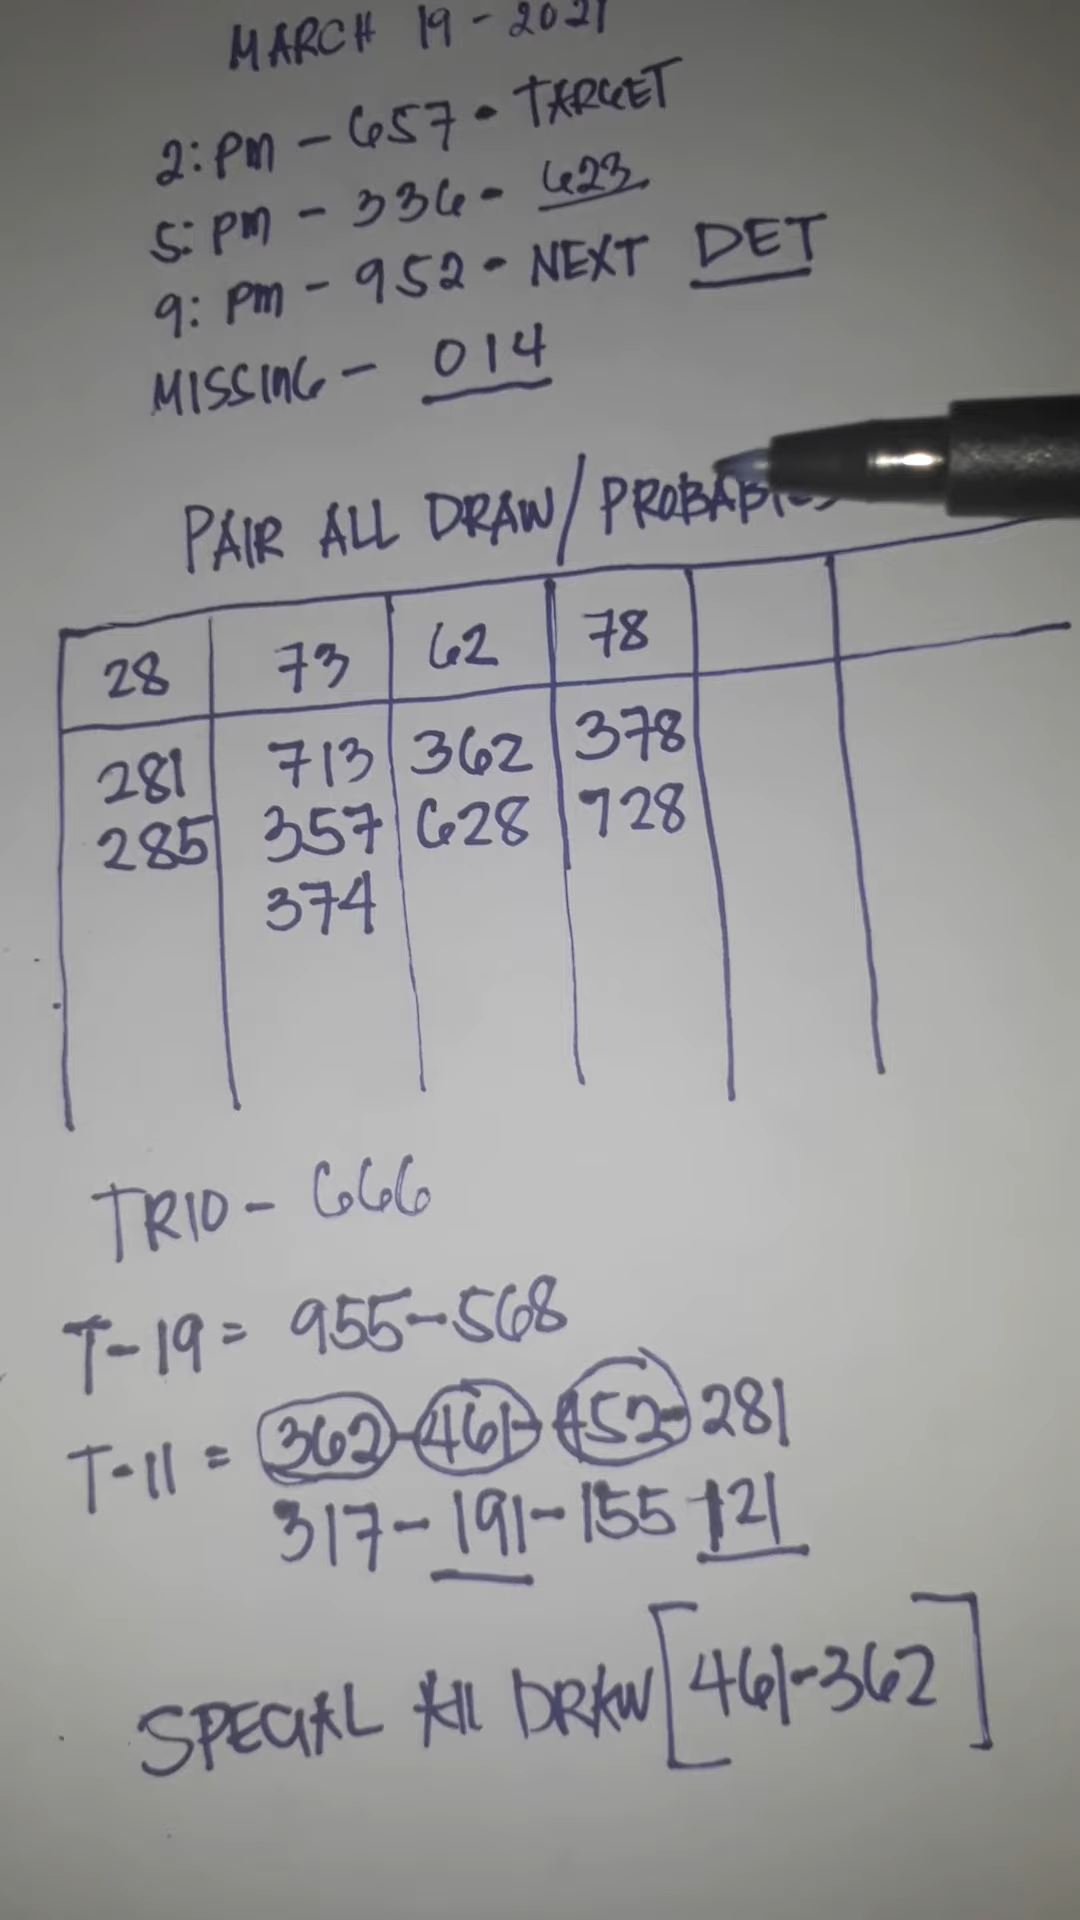 MARCH 19-2021
2:PM - 657 - TARGET
5:PM - 336 - 623
9:PM - 952 - NEXT DET
MISSING - 014
PAIR ALL DRAW/
28 73 62 78
281 713 362 378
285 357 628 728
374
TRIO - 666
T-19 = 955-568
T-11 = 362-461-452-281
317-191-155 121
SPECIAL All DRAW [461-362]